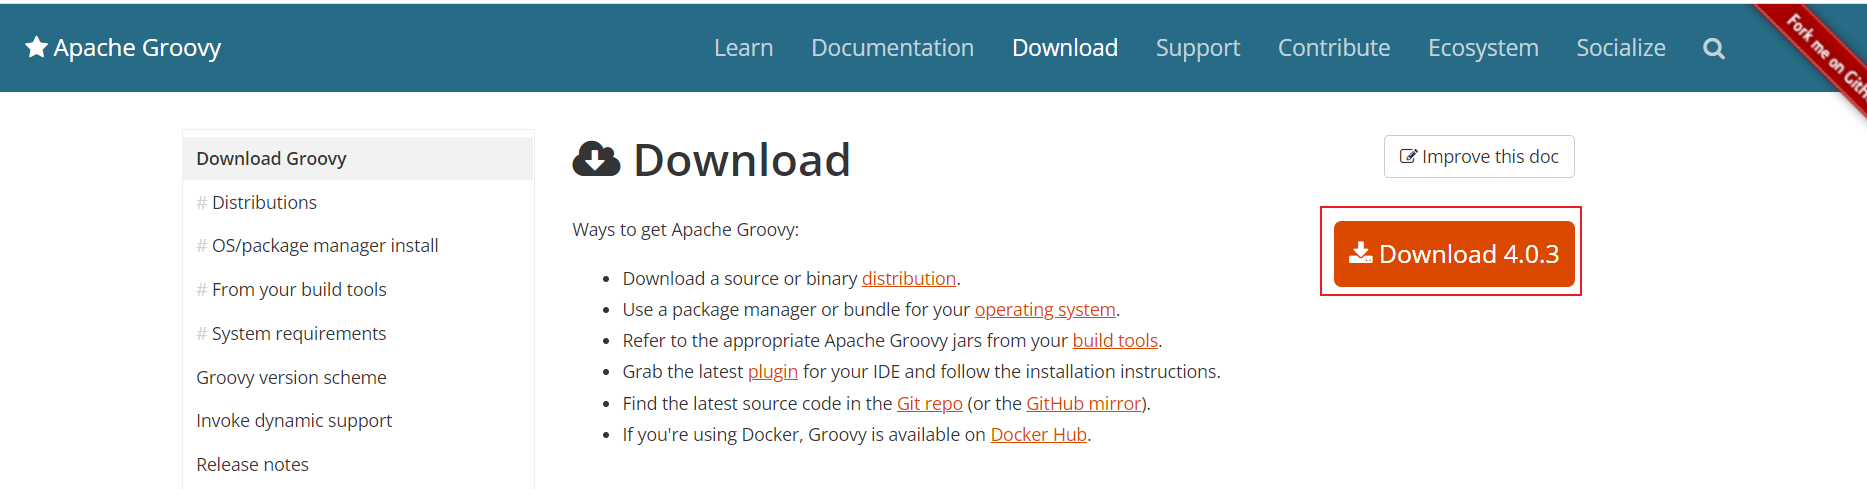 Apache Groovy
Learn Documentation Download Support Contribute Ecosystem Socialize
Fork me on GitH
Download Groovy
# Distributions
# OS/package manager install
# From your build tools
# System requirements
Groovy version scheme
Invoke dynamic support
Release notes
Download
Improve this doc
Download 4.0.3
Ways to get Apache Groovy:
• Download a source or binary distribution.
• Use a package manager or bundle for your operating system.
• Refer to the appropriate Apache Groovy jars from your build tools.
• Grab the latest plugin for your IDE and follow the installation instructions.
• Find the latest source code in the Git repo (or the GitHub mirror).
• If you're using Docker, Groovy is available on Docker Hub.